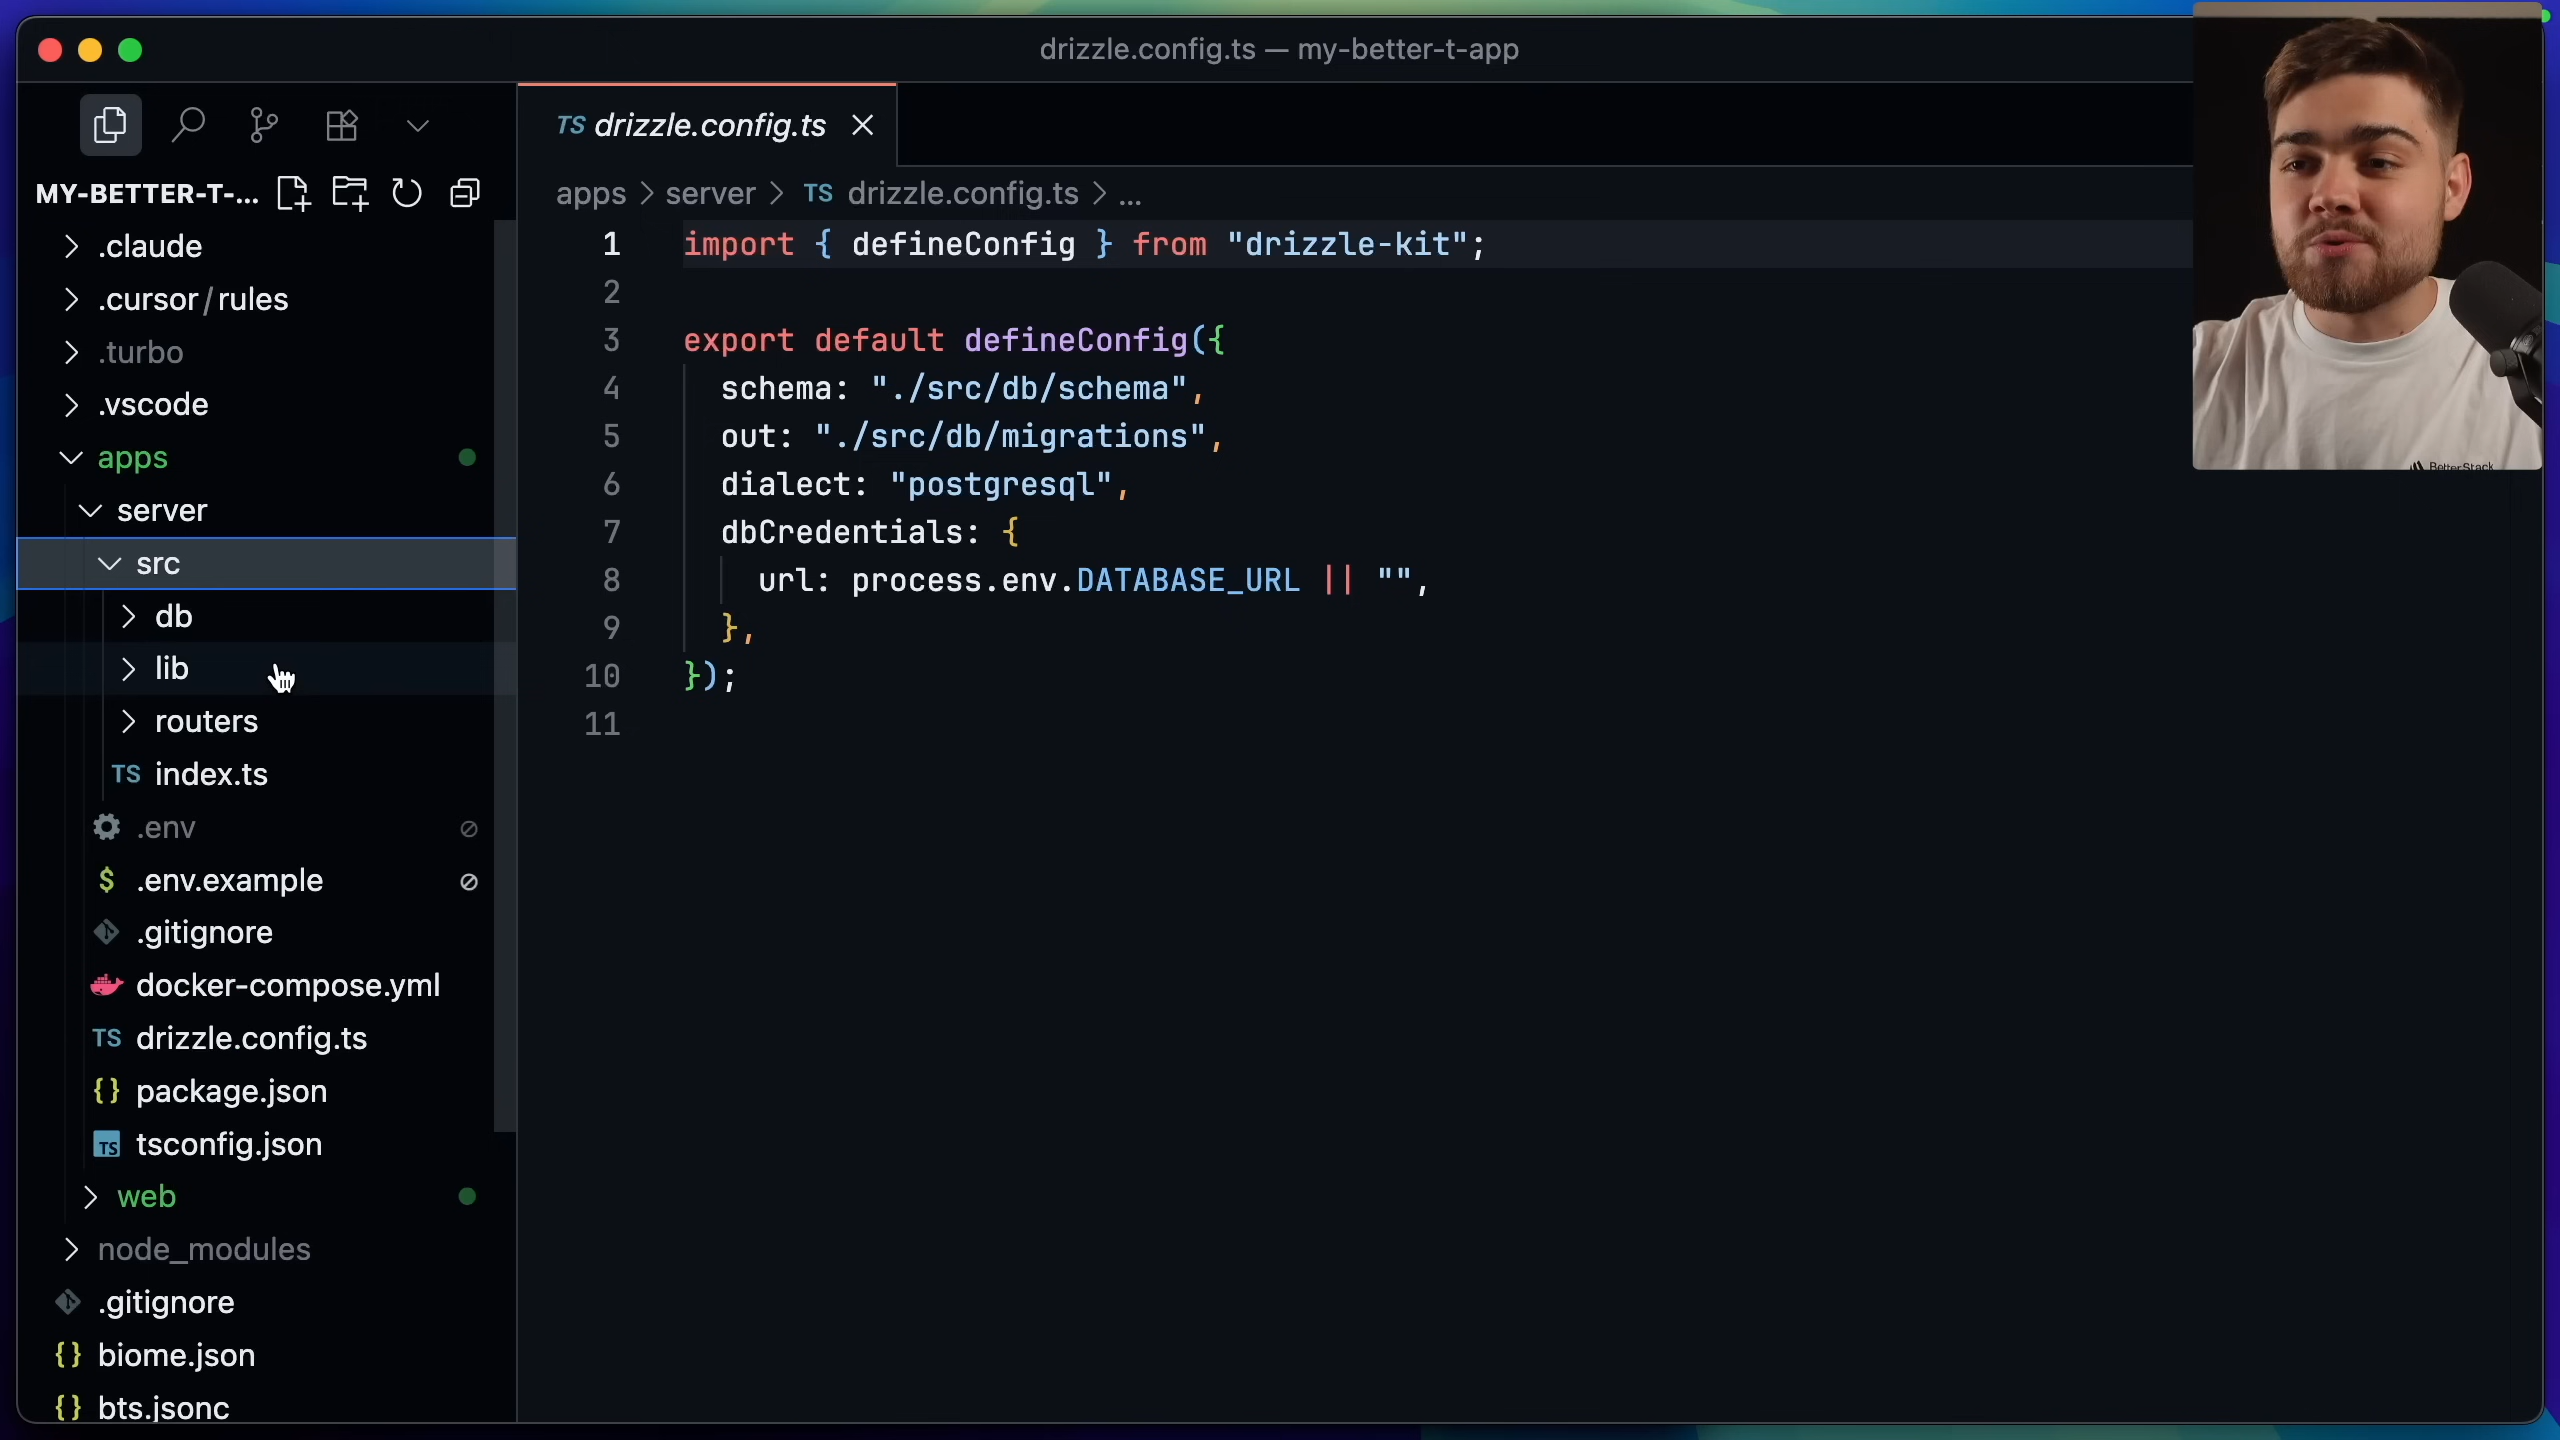 drizzle.config.ts — my-better-t-app
MY-BETTER-T-...
.claude
.cursor/rules
.turbo
.vscode
apps
server
src
db
lib
routers
TS index.ts
.env
$ .env.example
.gitignore
docker-compose.yml
TS drizzle.config.ts
{} package.json
TS tsconfig.json
web
node_modules
.gitignore
{} biome.json
{} bts.jsonc
TS drizzle.config.ts
apps > server > TS drizzle.config.ts > ...
1 import { defineConfig } from "drizzle-kit";
2
3 export default defineConfig({
4 schema: "./src/db/schema",
5 out: "./src/db/migrations",
6 dialect: "postgresql",
7 dbCredentials: {
8 url: process.env.DATABASE_URL || "",
9 },
10 });
11
BetterStack